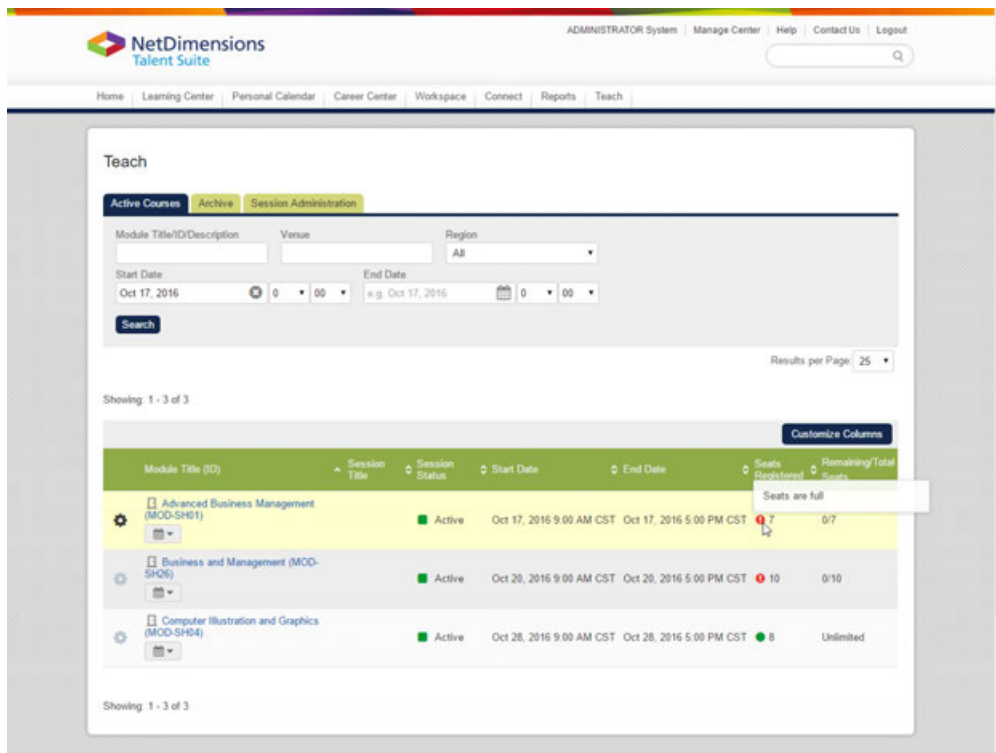 ADMINISTRATOR System Manage Center Help Contact Us Logout
NetDimensions
Talent Suite
Home Learning Center Personal Calendar Career Center Workspace Connect Reports Teach
Teach
Active Courses Archive Session Administration
Module Title/ID/Description Venue Region
All
Start Date End Date
Oct 17, 2016 0 00 e.g. Oct 17, 2016 0 00
Search
Results per Page 25
Showing: 1 - 3 of 3
Customize Columns
Module Title (ID) Session Title Session Status Start Date End Date Seats Registered Remaining/Total Seats
Seats are full
Advanced Business Management
(MOD-SH01)
Active Oct 17, 2016 9:00 AM CST Oct 17, 2016 5:00 PM CST 7 0/7
Business and Management (MOD-
SH26)
Active Oct 20, 2016 9:00 AM CST Oct 20, 2016 5:00 PM CST 10 0/10
Computer Illustration and Graphics
(MOD-SH04)
Active Oct 28, 2016 9:00 AM CST Oct 28, 2016 5:00 PM CST 8 Unlimited
Showing: 1 - 3 of 3